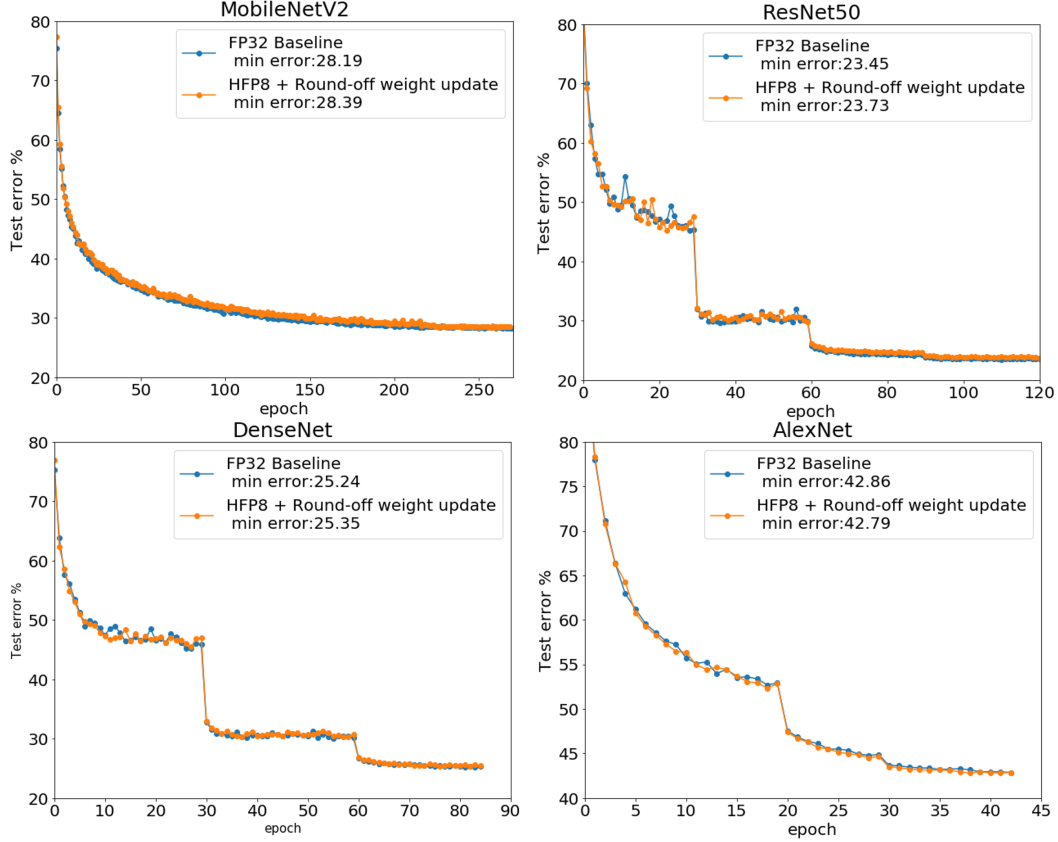 MobileNetV2
80
70
60
50
40
30
20
Test error %
FP32 Baseline
min error:28.19
HFP8 + Round-off weight update
min error:28.39
0 50 100 150 200 250
epoch
ResNet50
80
70
60
50
40
30
20
Test error %
FP32 Baseline
min error:23.45
HFP8 + Round-off weight update
min error:23.73
0 20 40 60 80 100 120
epoch
DenseNet
80
70
60
50
40
30
20
Test error %
FP32 Baseline
min error:25.24
HFP8 + Round-off weight update
min error:25.35
0 10 20 30 40 50 60 70 80 90
epoch
AlexNet
80
75
70
65
60
55
50
45
40
Test error %
FP32 Baseline
min error:42.86
HFP8 + Round-off weight update
min error:42.79
0 5 10 15 20 25 30 35 40 45
epoch